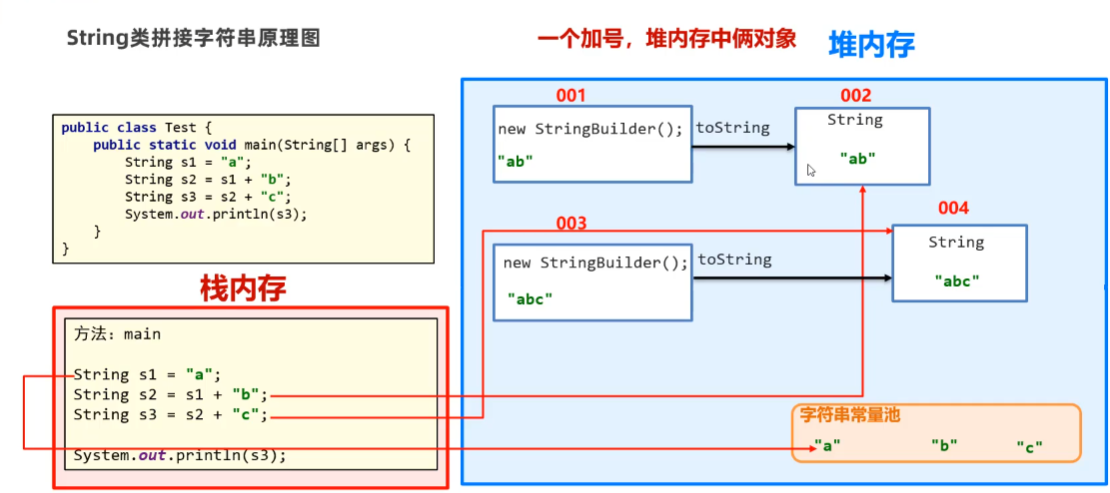 String类拼接字符串原理图
一个加号，堆内存中俩对象
堆内存
public class Test {
public static void main(String[] args) {
String s1 = "a";
String s2 = s1 + "b";
String s3 = s2 + "c";
System.out.println(s3);
}
}
栈内存
方法：main
String s1 = "a";
String s2 = s1 + "b";
String s3 = s2 + "c";
System.out.println(s3);
001
new StringBuilder();
"ab"
toString
002
String
"ab"
003
new StringBuilder();
"abc"
toString
004
String
"abc"
字符串常量池
"a" "b" "c"